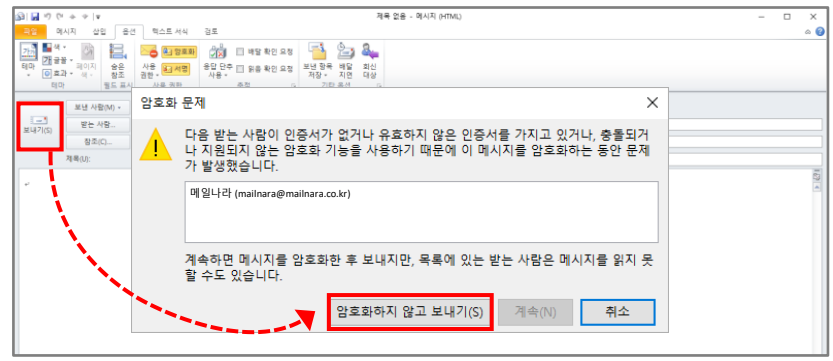 제목 없음 - 메시지 (HTML)
파일 메시지 삽입 옵션 텍스트 서식 검토
테마 색 글꼴 효과 페이지 색 숨은 참조 사용 권한 암호화 서명 응답 단추 사용 배달 확인 요청 읽음 확인 요청 보낸 항목 저장 배달 지연 회신 대상
테마 필드 표시 사용 권한 추적 기타 옵션
보내기(S)
보낸 사람(M)
받는 사람...
참조(C)...
제목(U):
암호화 문제
다음 받는 사람이 인증서가 없거나 유효하지 않은 인증서를 가지고 있거나, 충돌되거
나 지원되지 않는 암호화 기능을 사용하기 때문에 이 메시지를 암호화하는 동안 문제
가 발생했습니다.
메일나라 (mailnara@mailnara.co.kr)
계속하면 메시지를 암호화한 후 보내지만, 목록에 있는 받는 사람은 메시지를 읽지 못
할 수도 있습니다.
암호화하지 않고 보내기(S) 계속(N) 취소